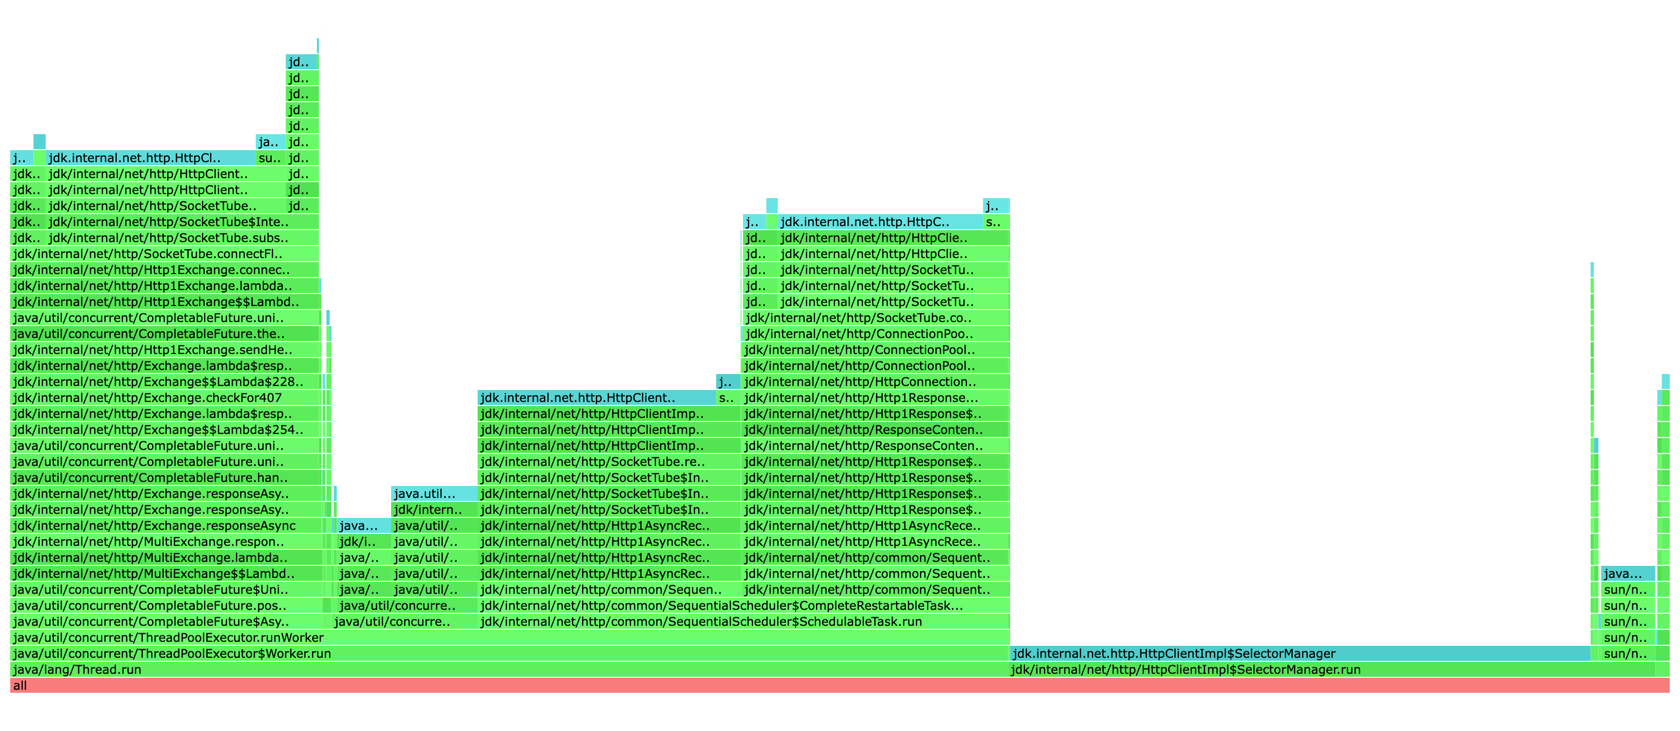 jd..
jd..
jd..
jd..
jd..
ja.. jd..
j.. jdk.internal.net.http.HttpCl.. su.. jd..
jdk.. jdk/internal/net/http/HttpClient.. jd..
jdk.. jdk/internal/net/http/HttpClient.. jd..
jdk.. jdk/internal/net/http/SocketTube.. jd.. j..
jdk.. jdk/internal/net/http/SocketTube$Inte.. j.. jdk.internal.net.http.HttpC.. s..
jdk.. jdk/internal/net/http/SocketTube.subs.. jd.. jdk/internal/net/http/HttpClie..
jdk/internal/net/http/SocketTube.connectFl.. jd.. jdk/internal/net/http/HttpClie..
jdk/internal/net/http/Http1Exchange.connec.. jd.. jdk/internal/net/http/SocketTu..
jdk/internal/net/http/Http1Exchange.lambda.. jd.. jdk/internal/net/http/SocketTu..
jdk/internal/net/http/Http1Exchange$$Lambd.. jd.. jdk/internal/net/http/SocketTu..
java/util/concurrent/CompletableFuture.uni.. jdk/internal/net/http/SocketTube.co..
java/util/concurrent/CompletableFuture.the.. jdk/internal/net/http/ConnectionPoo..
jdk/internal/net/http/Http1Exchange.sendHe.. jdk/internal/net/http/ConnectionPool..
jdk/internal/net/http/Exchange.lambda$resp.. jdk/internal/net/http/ConnectionPool..
jdk/internal/net/http/Exchange$$Lambda$228.. j.. jdk/internal/net/http/HttpConnection..
jdk/internal/net/http/Exchange.checkFor407 jdk.internal.net.http.HttpClient.. s.. jdk/internal/net/http/Http1Response...
jdk/internal/net/http/Exchange.lambda$resp.. jdk/internal/net/http/HttpClientImp.. jdk/internal/net/http/Http1Response$..
jdk/internal/net/http/Exchange$$Lambda$254.. jdk/internal/net/http/HttpClientImp.. jdk/internal/net/http/ResponseConten..
java/util/concurrent/CompletableFuture.uni.. jdk/internal/net/http/HttpClientImp.. jdk/internal/net/http/ResponseConten..
java/util/concurrent/CompletableFuture.uni.. jdk/internal/net/http/SocketTube.re.. jdk/internal/net/http/Http1Response$..
java/util/concurrent/CompletableFuture.han.. jdk/internal/net/http/SocketTube$In.. jdk/internal/net/http/Http1Response$..
jdk/internal/net/http/Exchange.responseAsy.. java.util... jdk/internal/net/http/SocketTube$In.. jdk/internal/net/http/Http1Response$..
jdk/internal/net/http/Exchange.responseAsy.. jdk/intern.. jdk/internal/net/http/SocketTube$In.. jdk/internal/net/http/Http1Response$..
jdk/internal/net/http/Exchange.responseAsync java... java/util/.. jdk/internal/net/http/Http1AsyncRec.. jdk/internal/net/http/Http1AsyncRece..
jdk/internal/net/http/MultiExchange.respon.. jdk/i.. java/util/.. jdk/internal/net/http/Http1AsyncRec.. jdk/internal/net/http/Http1AsyncRece..
jdk/internal/net/http/MultiExchange.lambda.. java/.. java/util/.. jdk/internal/net/http/Http1AsyncRec.. jdk/internal/net/http/common/Sequent..
jdk/internal/net/http/MultiExchange$$Lambd.. java/.. java/util/.. jdk/internal/net/http/Http1AsyncRec.. jdk/internal/net/http/common/Sequent.. java...
java/util/concurrent/CompletableFuture$Uni.. java/.. java/util/.. jdk/internal/net/http/common/Sequen.. jdk/internal/net/http/common/Sequent.. sun/n..
java/util/concurrent/CompletableFuture.pos.. java/util/concurre.. jdk/internal/net/http/common/SequentialScheduler$CompleteRestartableTask... sun/n..
java/util/concurrent/CompletableFuture$Asy.. java/util/concurre.. jdk/internal/net/http/common/SequentialScheduler$SchedulableTask.run sun/n..
java/util/concurrent/ThreadPoolExecutor.runWorker sun/n..
java/util/concurrent/ThreadPoolExecutor$Worker.run jdk.internal.net.http.HttpClientImpl$SelectorManager sun/n..
java/lang/Thread.run jdk/internal/net/http/HttpClientImpl$SelectorManager.run
all